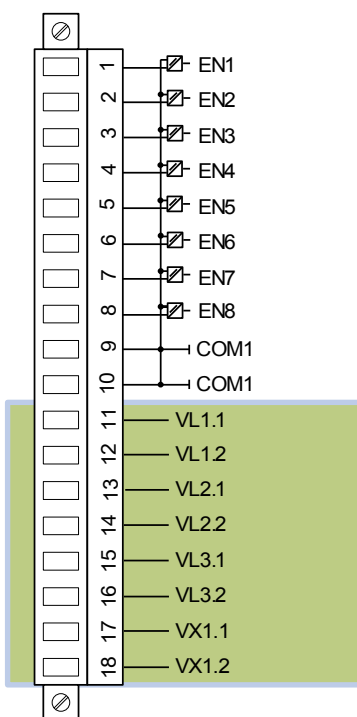 1 EN1
2 EN2
3 EN3
4 EN4
5 EN5
6 EN6
7 EN7
8 EN8
9 COM1
10 COM1
11 VL1.1
12 VL1.2
13 VL2.1
14 VL2.2
15 VL3.1
16 VL3.2
17 VX1.1
18 VX1.2